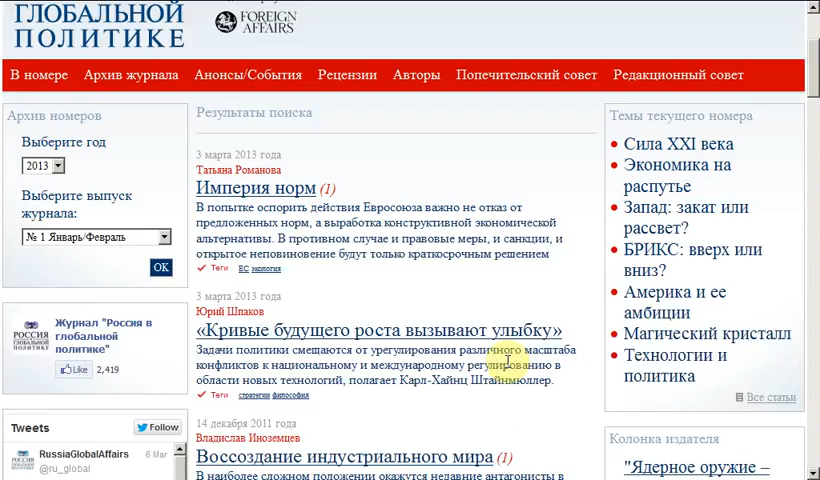 ГЛОБАЛЬНОЙ
ПОЛИТИКЕ
FOREIGN
AFFAIRS
В номере
Архив журнала
Анонсы/События
Рецензии
Авторы
Попечительский совет
Редакционный совет
Архив номеров
Выберите год
2013
Выберите выпуск
журнала:
№ 1 Январь/Февраль
OK
РОССИЯ
Журнал "Россия в
глобальной
политике"
Like
2,419
Tweets
Follow
RussiaGlobalAffairs
6 Mar
@ru_global
Результаты поиска
3 марта 2013 года
Татьяна Романова
Империя норм (1)
В попытке оспорить действия Евросоюза важно не отказ от
предложенных норм, а выработка конструктивной экономической
альтернативы. В противном случае и правовые меры, и санкции, и
открытое неповиновение будут только краткосрочным решением
Теги ЕС экология
3 марта 2013 года
Юрий Шпаков
«Кривые будущего роста вызывают улыбку»
Задачи политики смещаются от урегулирования различного масштаба
конфликтов к национальному и международному регулированию в
области новых технологий, полагает Карл-Хайнц Штайнмюллер.
Теги стратегии философия
14 декабря 2011 года
Владислав Иноземцев
Воссоздание индустриального мира (1)
В наиболее сложном положении окажутся недавние антагонисты в
Темы текущего номера
Сила XXI века
Экономика на
распутье
Запад: закат или
рассвет?
БРИКС: вверх или
вниз?
Америка и ее
амбиции
Магический кристалл
Технологии и
политика
Все статьи
Колонка издателя
"Ядерное оружие –